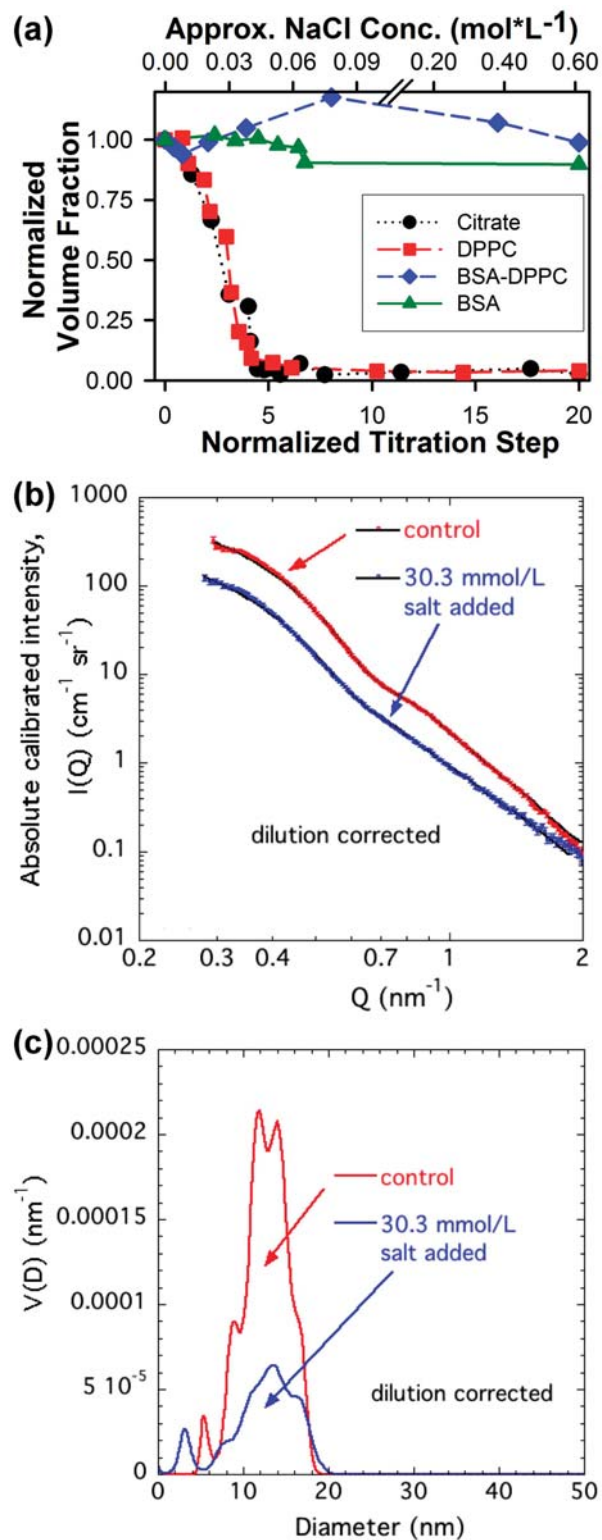 (a)
Approx. NaCl Conc. (mol*L-1)
0.00 0.03 0.06 0.09 0.20 0.40 0.60
Normalized
Volume Fraction
1.00
0.75
0.50
0.25
0.00
Citrate
DPPC
BSA-DPPC
BSA
0 5 10 15 20
Normalized Titration Step
(b)
Absolute calibrated intensity,
I(Q) (cm-1 sr-1)
1000
100
10
1
0.1
0.01
control
30.3 mmol/L
salt added
dilution corrected
0.2 0.3 0.4 0.7 1 2
Q (nm-1)
(c)
V(D) (nm-1)
0.00025
0.0002
0.00015
0.0001
5 10-5
0
control
30.3 mmol/L
salt added
dilution corrected
0 10 20 30 40 50
Diameter (nm)